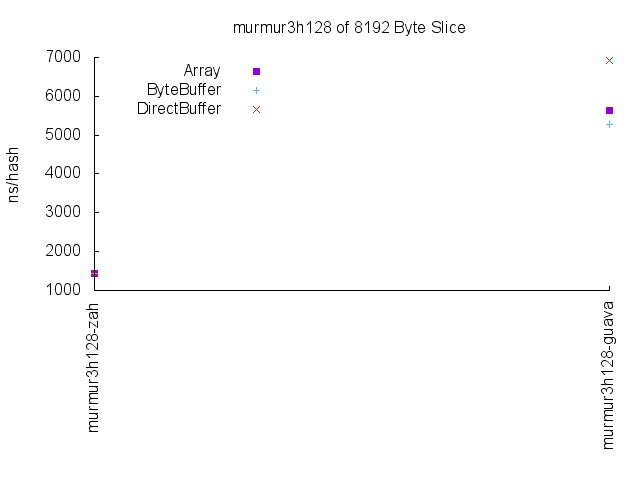 murmur3h128 of 8192 Byte Slice
7000
6000
5000
4000
3000
2000
1000
ns/hash
Array
ByteBuffer
DirectBuffer
murmur3h128-zah
murmur3h128-guava